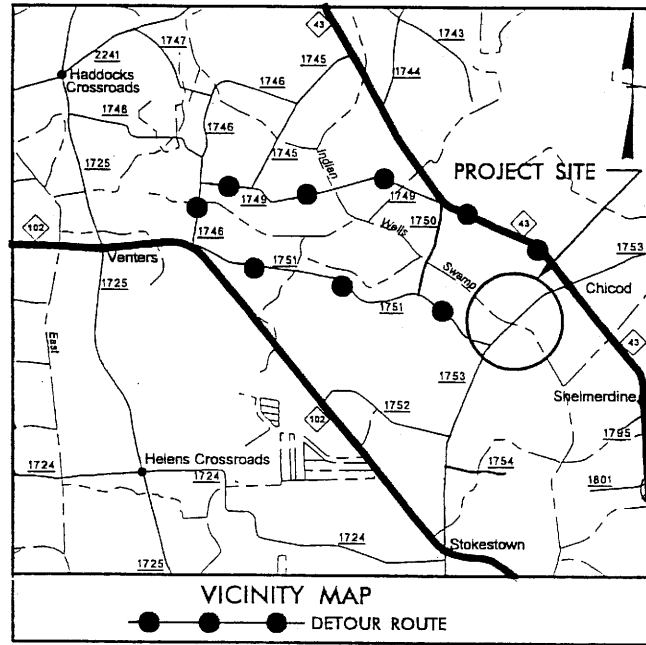 43
1747
1745
1743
2241
Haddocks
Crossroads
1746
1744
1748
1746
Indian
1725
1745
PROJECT SITE
1749
1749
1750
43
102
1746
Wells
1753
Venters
1751
Swamp
Chicod
1725
1751
43
East
1753
Shelmerdine
102
1752
1795
Helens Crossroads
1724
1724
1754
1801
1724
Stokestown
1725
VICINITY MAP
DETOUR ROUTE